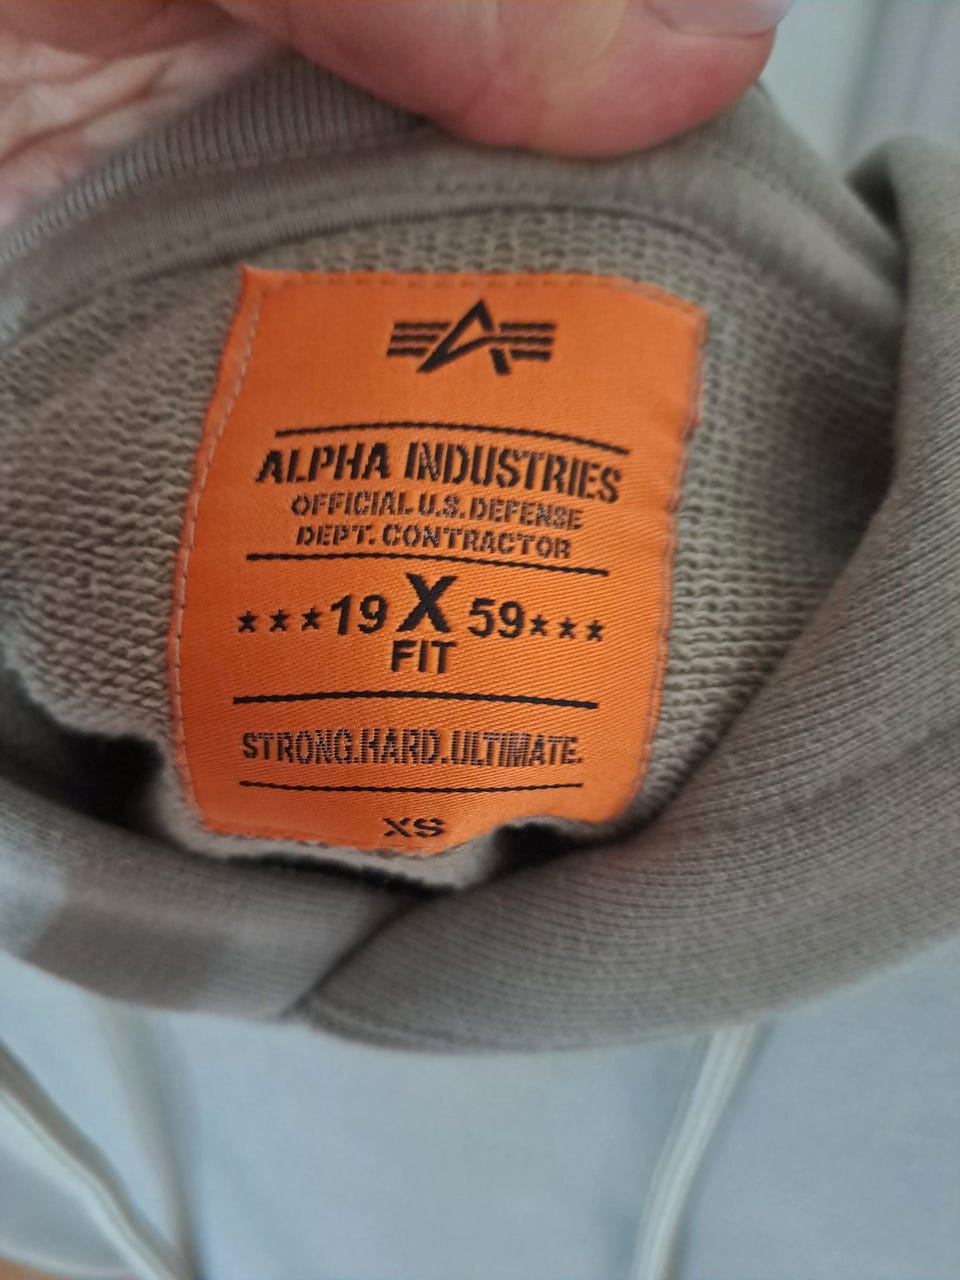 ALPHA INDUSTRIES
OFFICIAL U.S. DEFENSE
DEPT. CONTRACTOR
★★★19 X 59★★★
FIT
STRONG.HARD.ULTIMATE.
XS